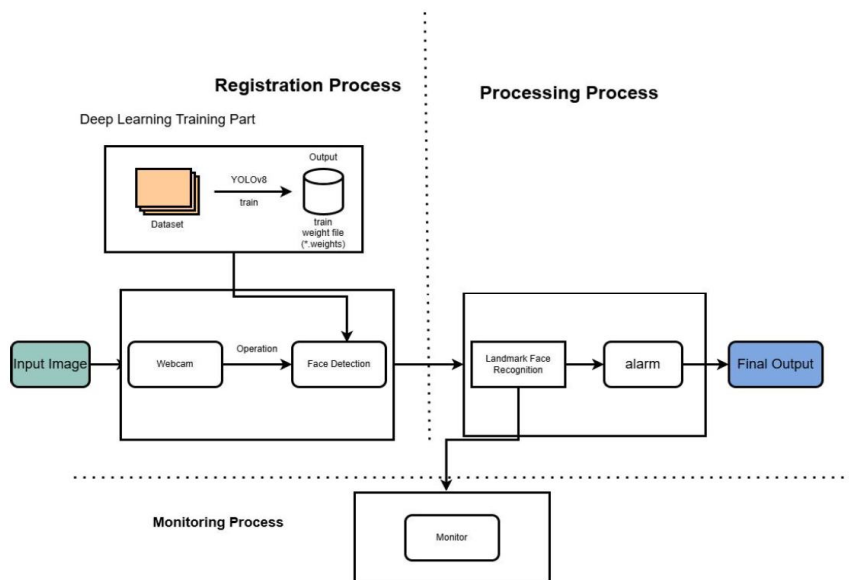 Registration Process
Processing Process
Deep Learning Training Part
Output
YOLOv8
train
Dataset
train
weight file
(*.weights)
Input Image
Webcam
Operation
Face Detection
Landmark Face
Recognition
alarm
Final Output
Monitoring Process
Monitor